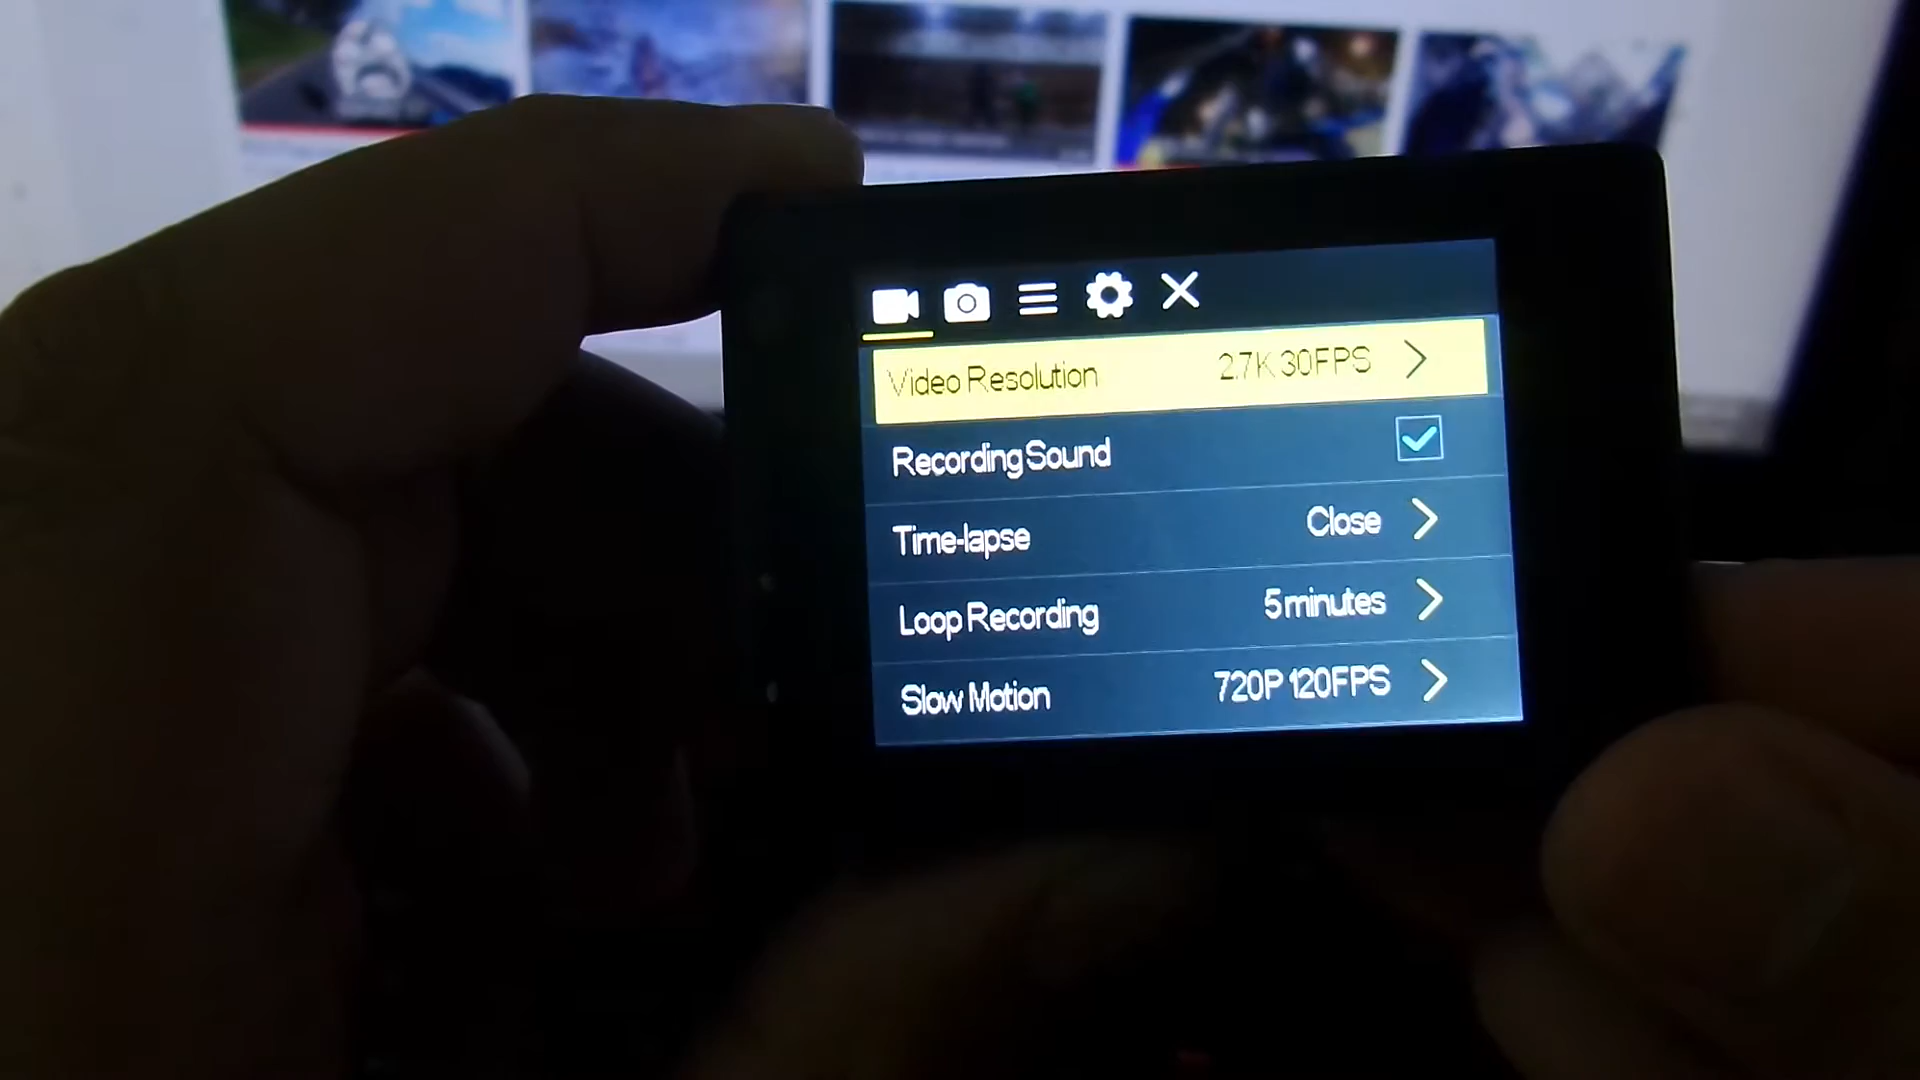 Video Resolution 2.7K 30FPS
Recording Sound
Time-lapse Close
Loop Recording 5 minutes
Slow Motion 720P 120FPS